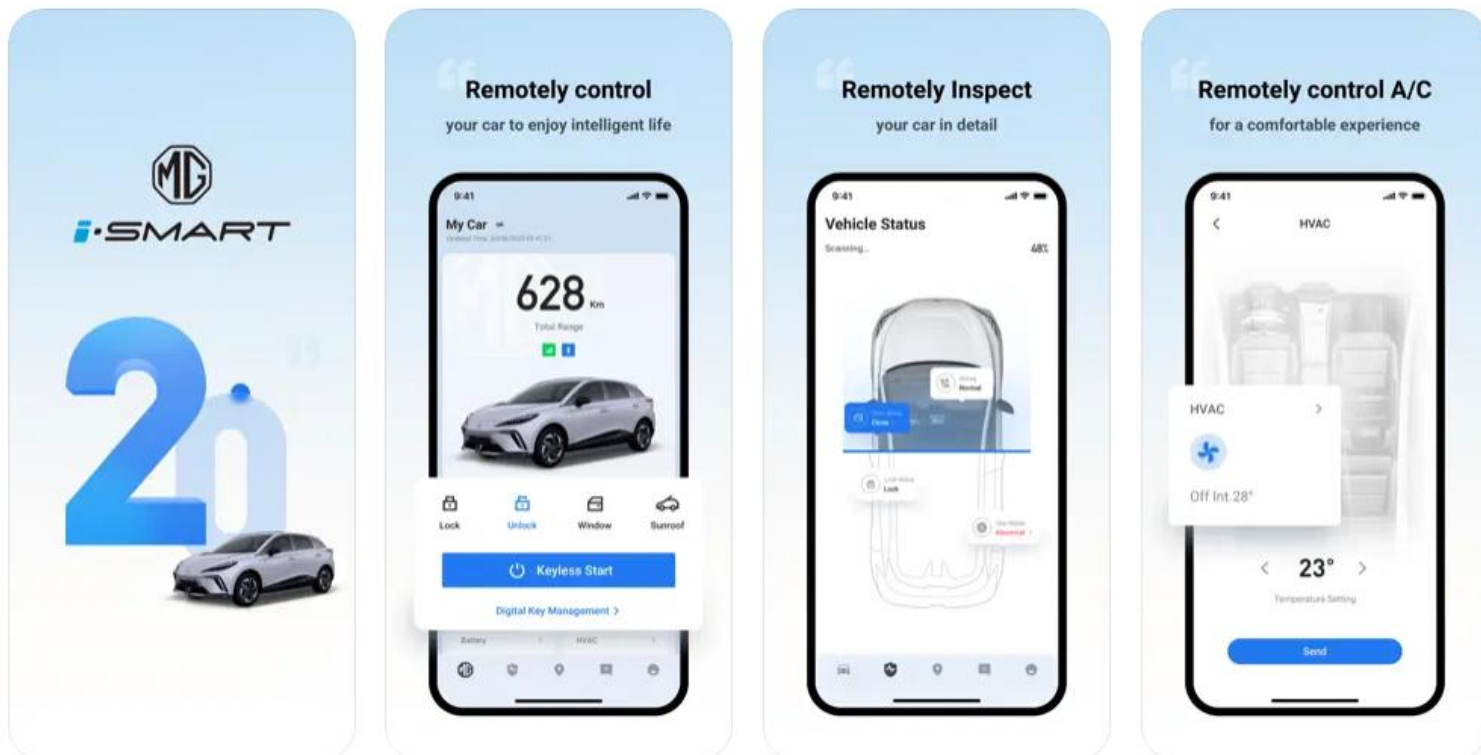 MG
i·SMART
20
Remotely control
your car to enjoy intelligent life
9:41
My Car
628 Km
Total Range
Lock
Unlock
Window
Sunroof
Keyless Start
Digital Key Management >
Battery
HVAC
Remotely Inspect
your car in detail
9:41
Vehicle Status
Scanning...
48%
Normal
Close
Lock
Abnormal
Remotely control A/C
for a comfortable experience
9:41
HVAC
HVAC
Off Int 28°
23°
Temperature Setting
Send